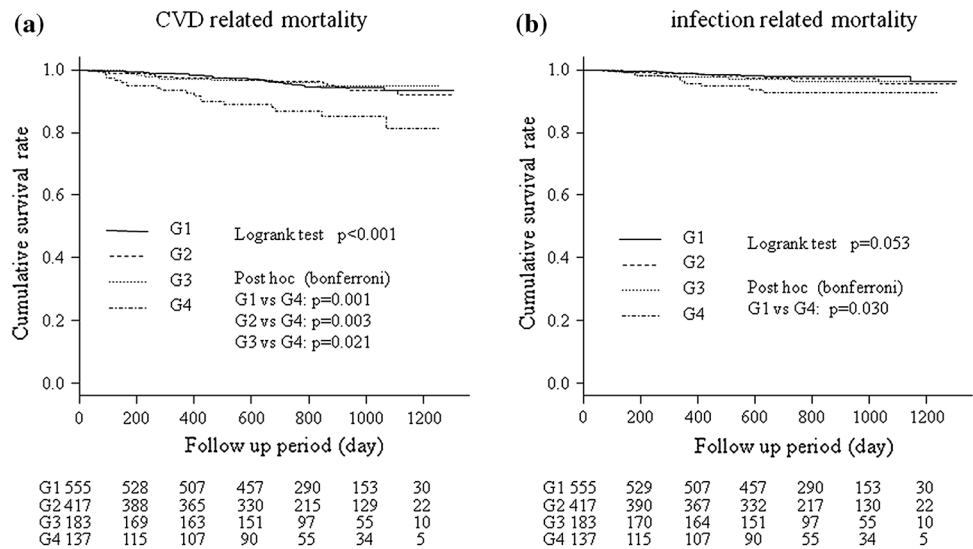 (a) CVD related mortality
Cumulative survival rate
1.0
0.8
0.6
0.4
0.2
0.0
G1
G2
G3
G4
Logrank test p<0.001
Post hoc (bonferroni)
G1 vs G4: p=0.001
G2 vs G4: p=0.003
G3 vs G4: p=0.021
0 200 400 600 800 1000 1200
Follow up period (day)
G1 555 528 507 457 290 153 30
G2 417 388 365 330 215 129 22
G3 183 169 163 151 97 55 10
G4 137 115 107 90 55 34 5
(b) infection related mortality
Cumulative survival rate
1.0
0.8
0.6
0.4
0.2
0.0
G1
G2
G3
G4
Logrank test p=0.053
Post hoc (bonferroni)
G1 vs G4: p=0.030
0 200 400 600 800 1000 1200
Follow up period (day)
G1 555 529 507 457 290 153 30
G2 417 390 367 332 217 130 22
G3 183 170 164 151 97 55 10
G4 137 115 107 90 55 34 5